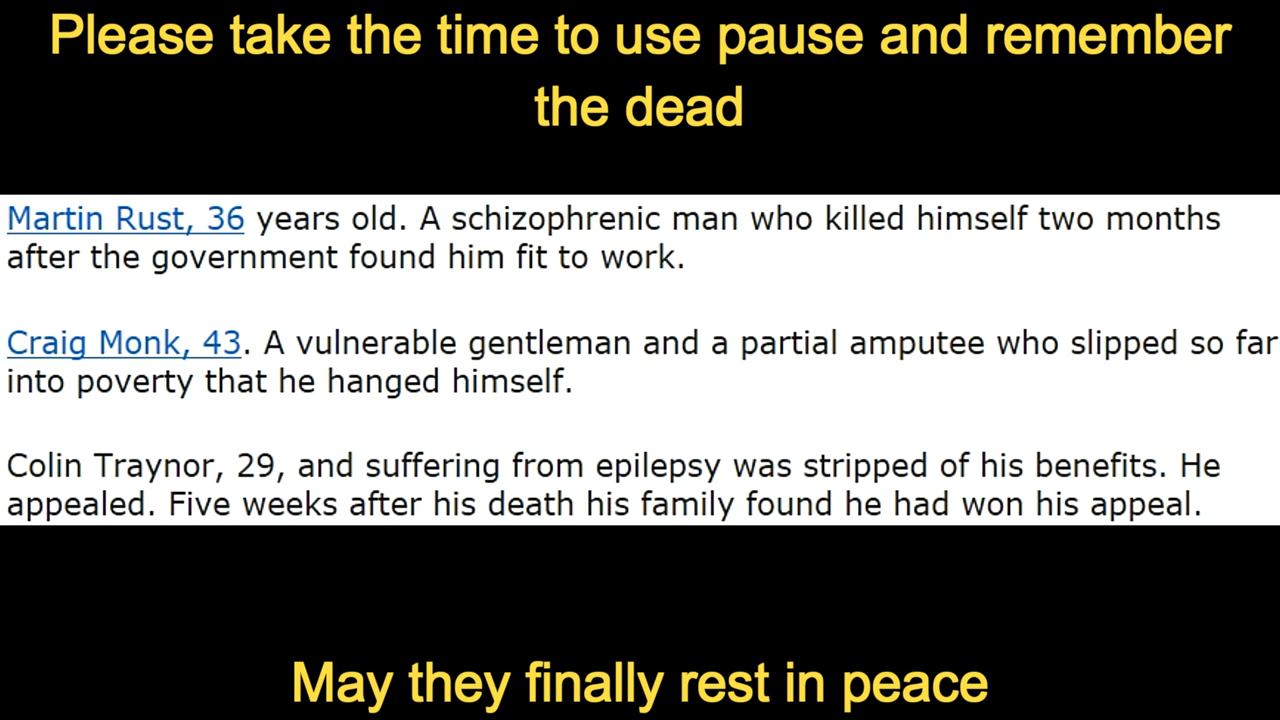 Please take the time to use pause and remember
the dead
Martin Rust, 36 years old. A schizophrenic man who killed himself two months
after the government found him fit to work.
Craig Monk, 43. A vulnerable gentleman and a partial amputee who slipped so far
into poverty that he hanged himself.
Colin Traynor, 29, and suffering from epilepsy was stripped of his benefits. He
appealed. Five weeks after his death his family found he had won his appeal.
May they finally rest in peace